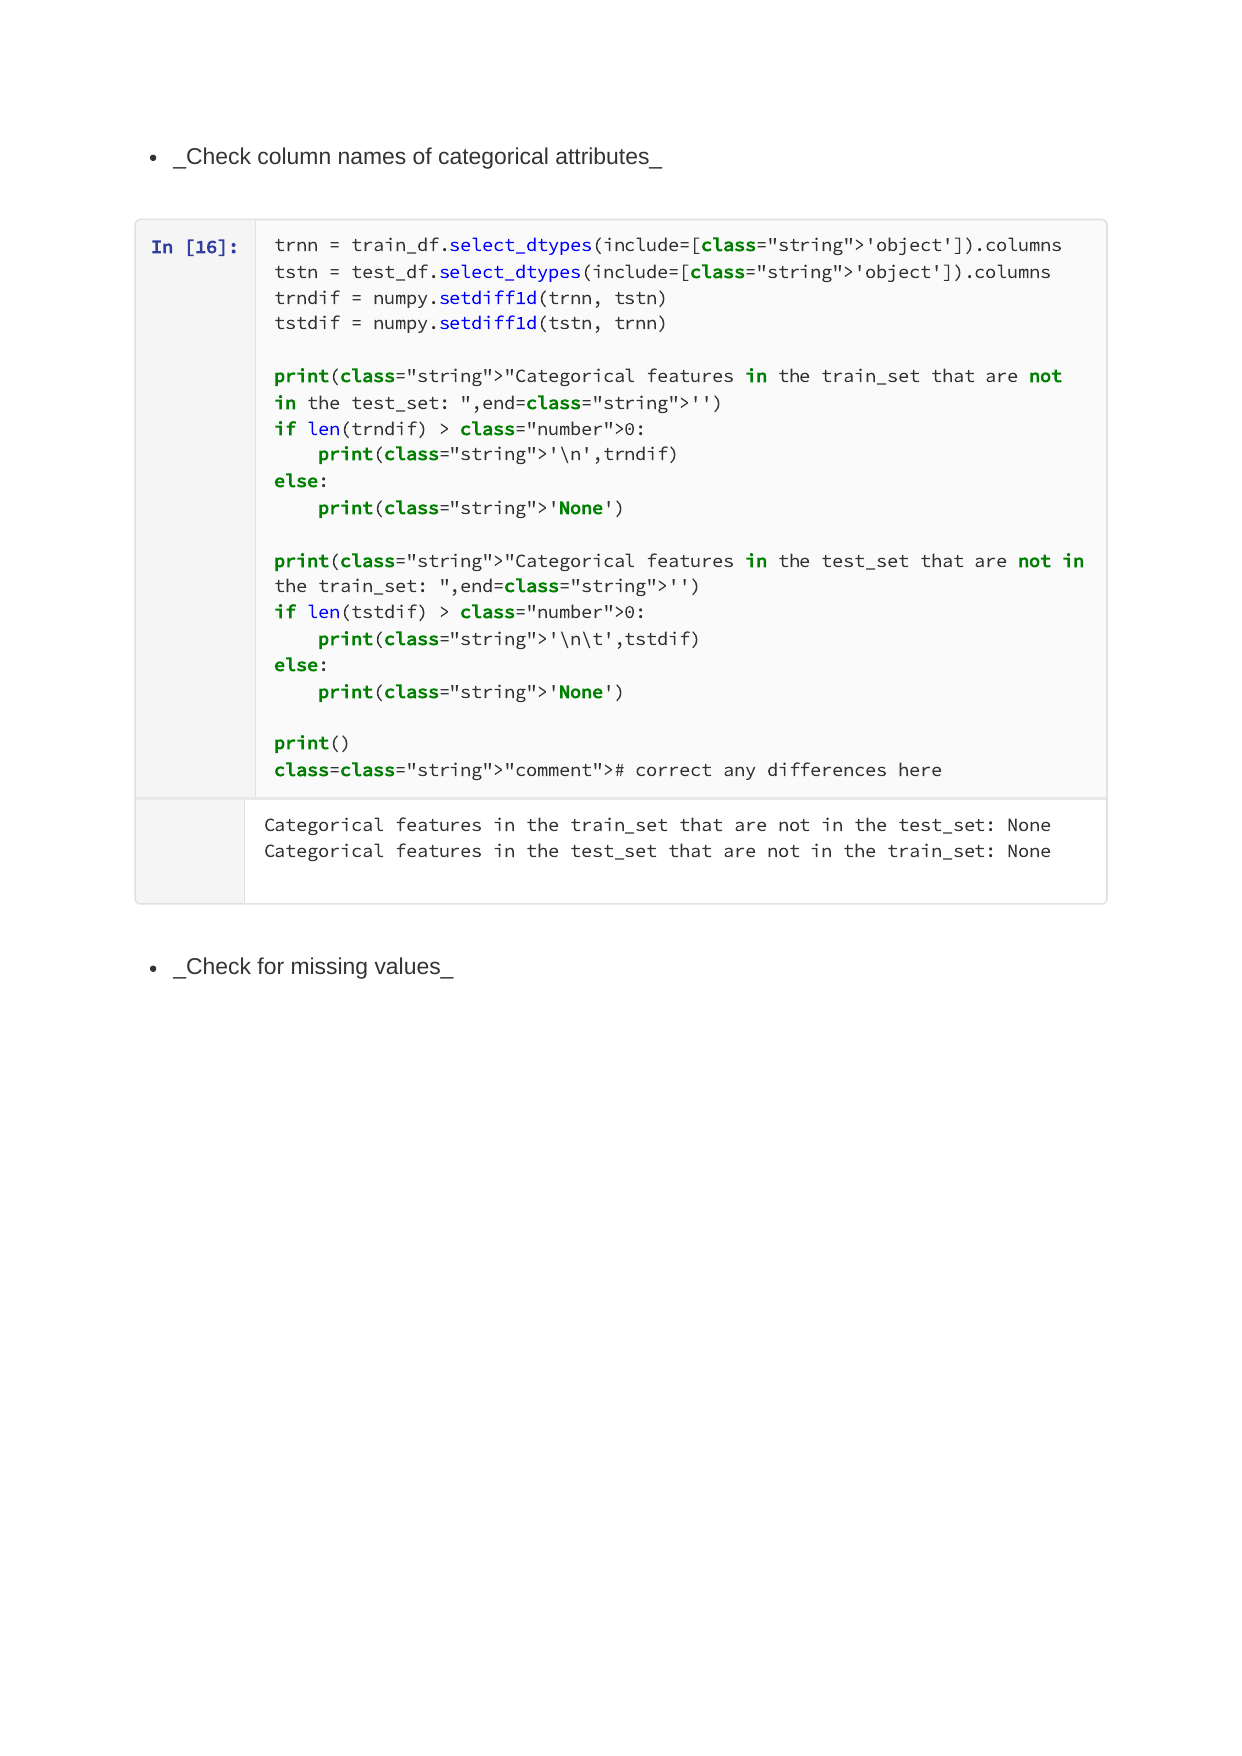 • _Check column names of categorical attributes_
In [16]:
trnn = train_df.select_dtypes(include=[class="string">'object']).columns
tstn = test_df.select_dtypes(include=[class="string">'object']).columns
trndif = numpy.setdiff1d(trnn, tstn)
tstdif = numpy.setdiff1d(tstn, trnn)

print(class="string">"Categorical features in the train_set that are not
in the test_set: ",end=class="string">'')
if len(trndif) > class="number">0:
    print(class="string">'\n',trndif)
else:
    print(class="string">'None')

print(class="string">"Categorical features in the test_set that are not in
the train_set: ",end=class="string">'')
if len(tstdif) > class="number">0:
    print(class="string">'\n\t',tstdif)
else:
    print(class="string">'None')

print()
class=class="string">"comment"># correct any differences here
Categorical features in the train_set that are not in the test_set: None
Categorical features in the test_set that are not in the train_set: None
• _Check for missing values_